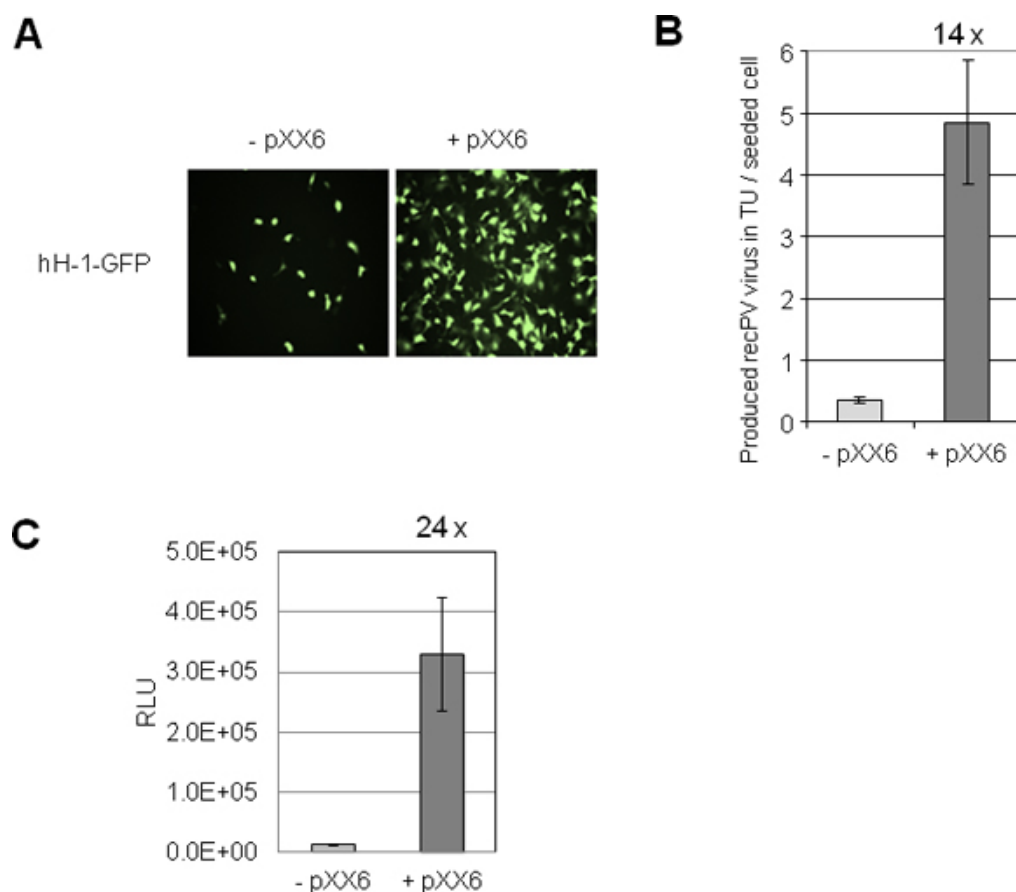 A
- pXX6
+ pXX6
hH-1-GFP
B
14 x
Produced recPV virus in TU / seeded cell
6
5
4
3
2
1
0
- pXX6
+ pXX6
C
24 x
RLU
5.0E+05
4.0E+05
3.0E+05
2.0E+05
1.0E+05
0.0E+00
- pXX6
+ pXX6